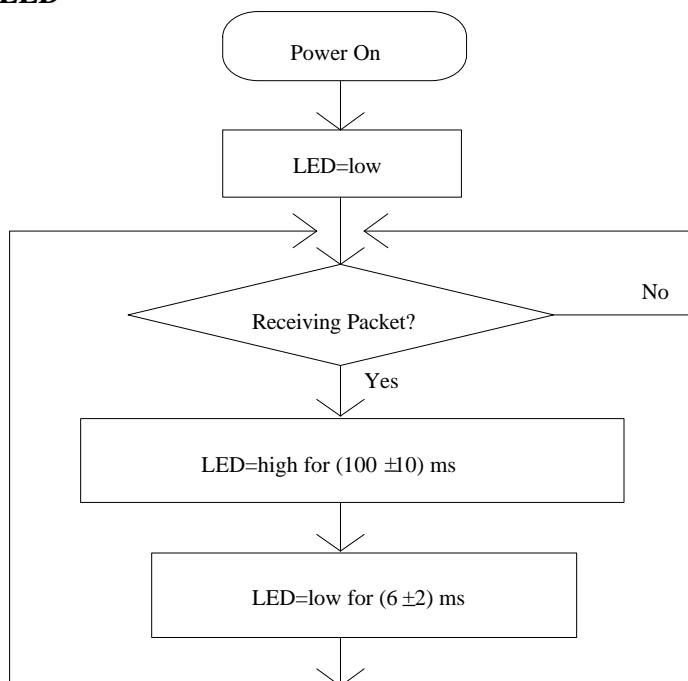 Power On
LED=low
Receiving Packet?
No
Yes
LED=high for (100 ±10) ms
LED=low for (6 ±2) ms